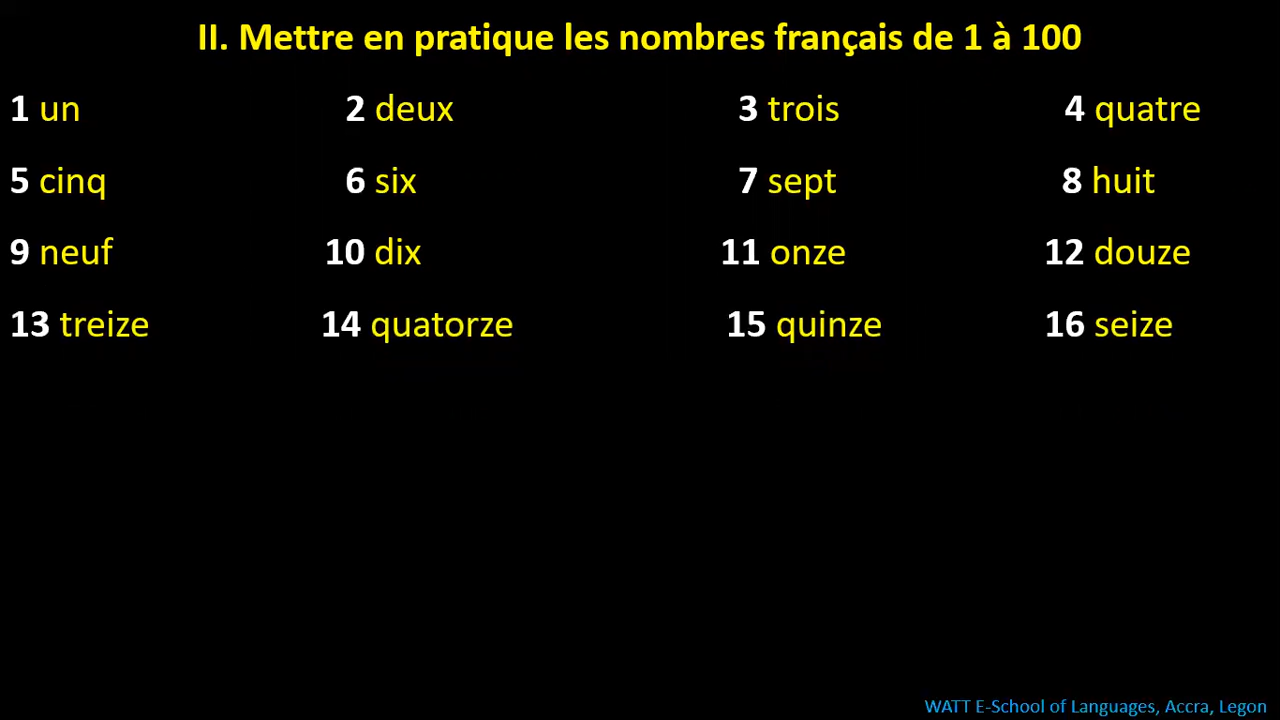 II. Mettre en pratique les nombres français de 1 à 100
1 un 2 deux 3 trois 4 quatre
5 cinq 6 six 7 sept 8 huit
9 neuf 10 dix 11 onze 12 douze
13 treize 14 quatorze 15 quinze 16 seize
WATT E-School of Languages, Accra, Legon